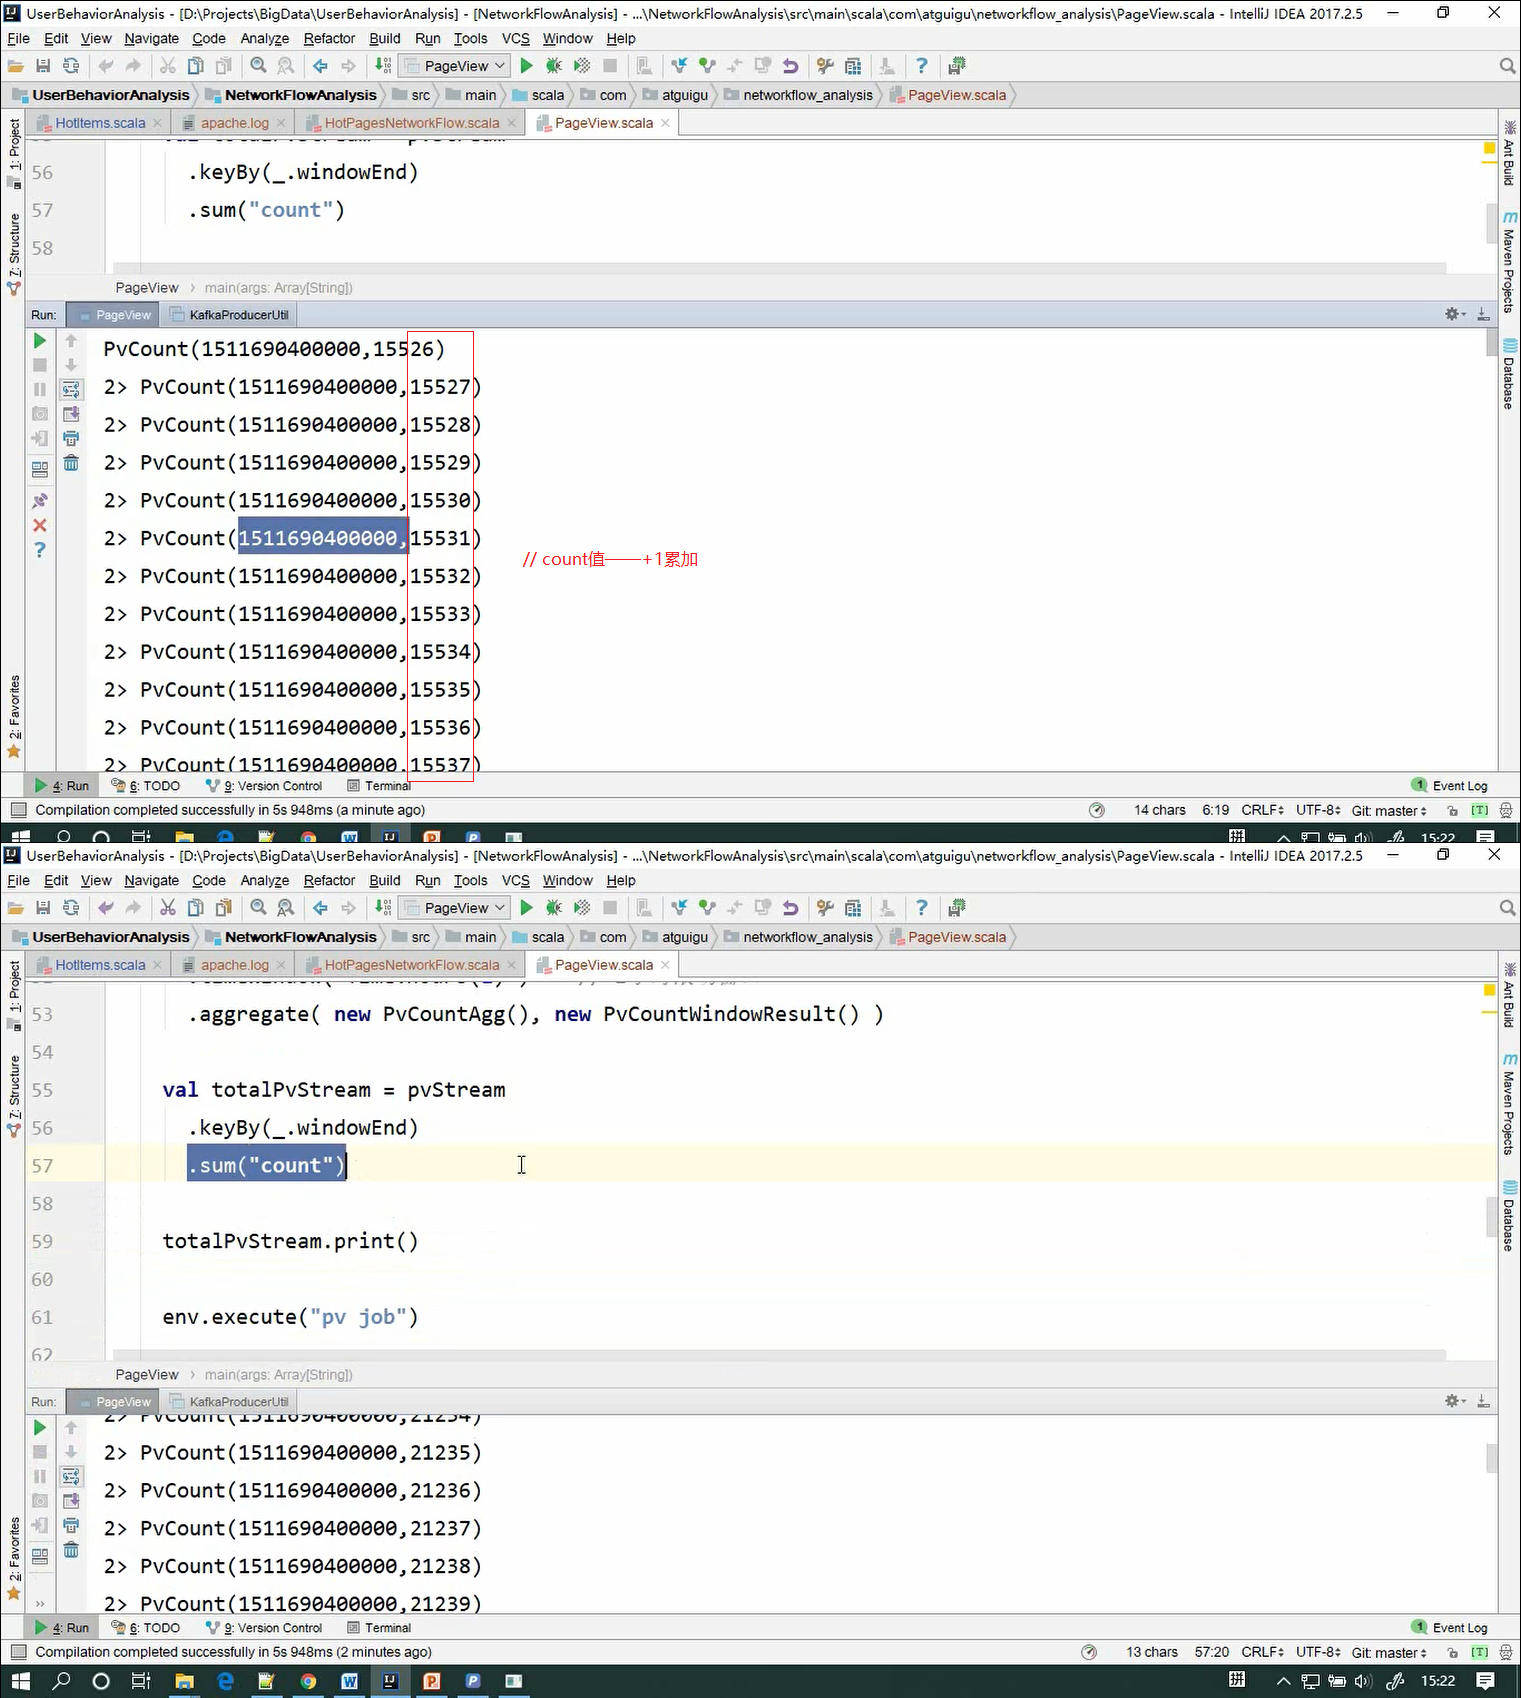 UserBehaviorAnalysis - [D:\Projects\BigData\UserBehaviorAnalysis] - [NetworkFlowAnalysis] - ...\NetworkFlowAnalysis\src\main\scala\com\atguigu\networkflow_analysis\PageView.scala - IntelliJ IDEA 2017.2.5
File Edit View Navigate Code Analyze Refactor Build Run Tools VCS Window Help
PageView
UserBehaviorAnalysis NetworkFlowAnalysis src main scala com atguigu networkflow_analysis PageView.scala
HotItems.scala apache.log HotPagesNetworkFlow.scala PageView.scala
1: Project
7: Structure
2: Favorites
Ant Build
Maven Projects
Database
56 .keyBy(_.windowEnd)
57 .sum("count")
58
PageView main(args: Array[String])
Run: PageView KafkaProducerUtil
PvCount(1511690400000,15526)
2> PvCount(1511690400000,15527)
2> PvCount(1511690400000,15528)
2> PvCount(1511690400000,15529)
2> PvCount(1511690400000,15530)
2> PvCount(1511690400000,15531)
// count值——+1累加
2> PvCount(1511690400000,15532)
2> PvCount(1511690400000,15533)
2> PvCount(1511690400000,15534)
2> PvCount(1511690400000,15535)
2> PvCount(1511690400000,15536)
2> PvCount(1511690400000,15537)
4: Run 6: TODO 9: Version Control Terminal 1 Event Log
Compilation completed successfully in 5s 948ms (a minute ago) 14 chars 6:19 CRLF UTF-8 Git: master [T]
拼 15:22
UserBehaviorAnalysis - [D:\Projects\BigData\UserBehaviorAnalysis] - [NetworkFlowAnalysis] - ...\NetworkFlowAnalysis\src\main\scala\com\atguigu\networkflow_analysis\PageView.scala - IntelliJ IDEA 2017.2.5
File Edit View Navigate Code Analyze Refactor Build Run Tools VCS Window Help
PageView
UserBehaviorAnalysis NetworkFlowAnalysis src main scala com atguigu networkflow_analysis PageView.scala
HotItems.scala apache.log HotPagesNetworkFlow.scala PageView.scala
1: Project
7: Structure
2: Favorites
Ant Build
Maven Projects
Database
53 .aggregate( new PvCountAgg(), new PvCountWindowResult() )
54
55 val totalPvStream = pvStream
56 .keyBy(_.windowEnd)
57 .sum("count")
58
59 totalPvStream.print()
60
61 env.execute("pv job")
62
PageView main(args: Array[String])
Run: PageView KafkaProducerUtil
2> PvCount(1511690400000,21234)
2> PvCount(1511690400000,21235)
2> PvCount(1511690400000,21236)
2> PvCount(1511690400000,21237)
2> PvCount(1511690400000,21238)
2> PvCount(1511690400000,21239)
4: Run 6: TODO 9: Version Control Terminal 1 Event Log
Compilation completed successfully in 5s 948ms (2 minutes ago) 13 chars 57:20 CRLF UTF-8 Git: master [T]
拼 15:22